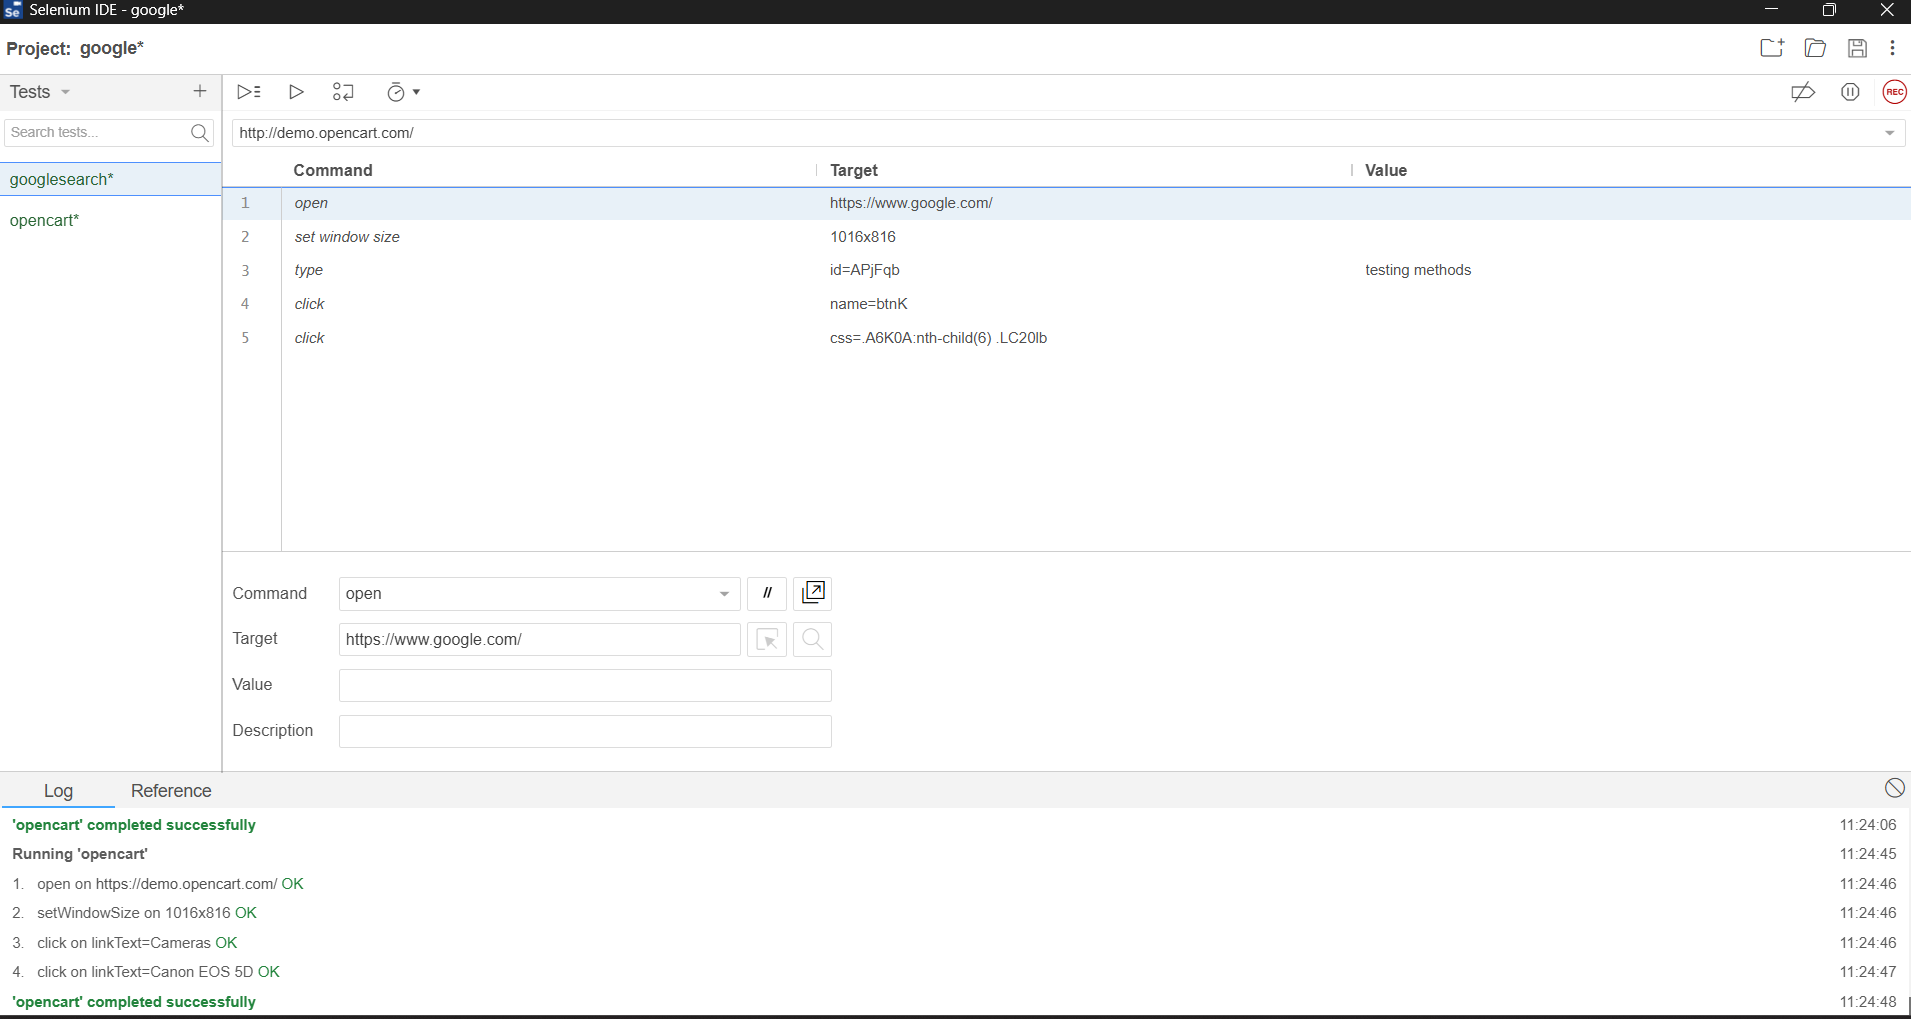 Se Selenium IDE - google*
Project: google*
Tests
REC
Search tests...
http://demo.opencart.com/
Command Target Value
googlesearch*
opencart*
1 open https://www.google.com/
2 set window size 1016x816
3 type id=APjFqb testing methods
4 click name=btnK
5 click css=.A6K0A:nth-child(6) .LC20lb
Command open //
Target https://www.google.com/
Value
Description
Log Reference
'opencart' completed successfully 11:24:06
Running 'opencart' 11:24:45
1. open on https://demo.opencart.com/ OK 11:24:46
2. setWindowSize on 1016x816 OK 11:24:46
3. click on linkText=Cameras OK 11:24:46
4. click on linkText=Canon EOS 5D OK 11:24:47
'opencart' completed successfully 11:24:48